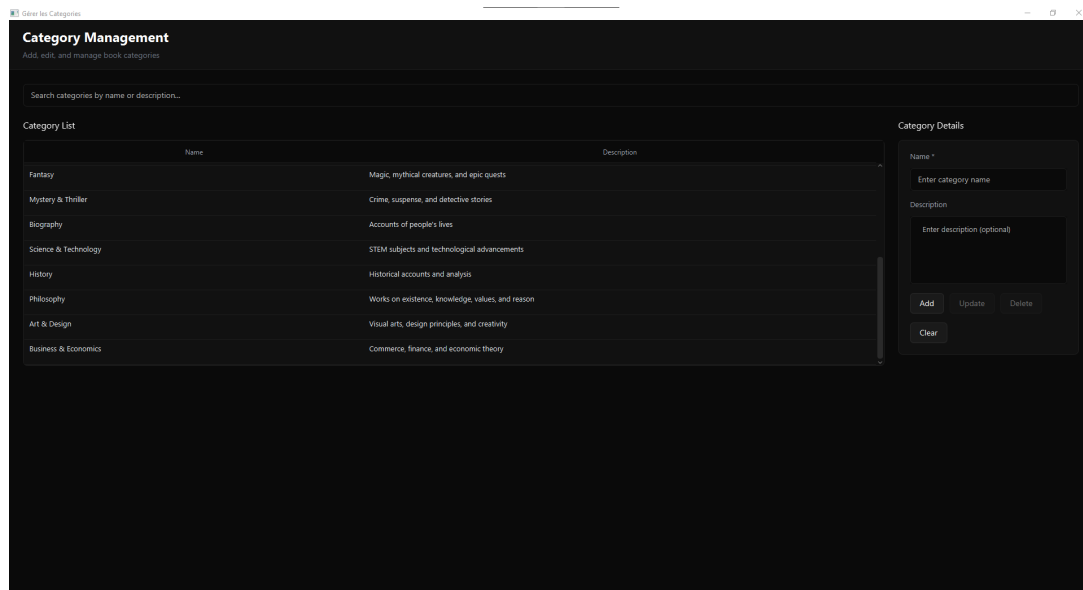 Gérer les Categories
Category Management
Add, edit, and manage book categories
Search categories by name or description...
Category List
Name Description
Fantasy Magic, mythical creatures, and epic quests
Mystery & Thriller Crime, suspense, and detective stories
Biography Accounts of people's lives
Science & Technology STEM subjects and technological advancements
History Historical accounts and analysis
Philosophy Works on existence, knowledge, values, and reason
Art & Design Visual arts, design principles, and creativity
Business & Economics Commerce, finance, and economic theory
Category Details
Name *
Enter category name
Description
Enter description (optional)
Add Update Delete
Clear